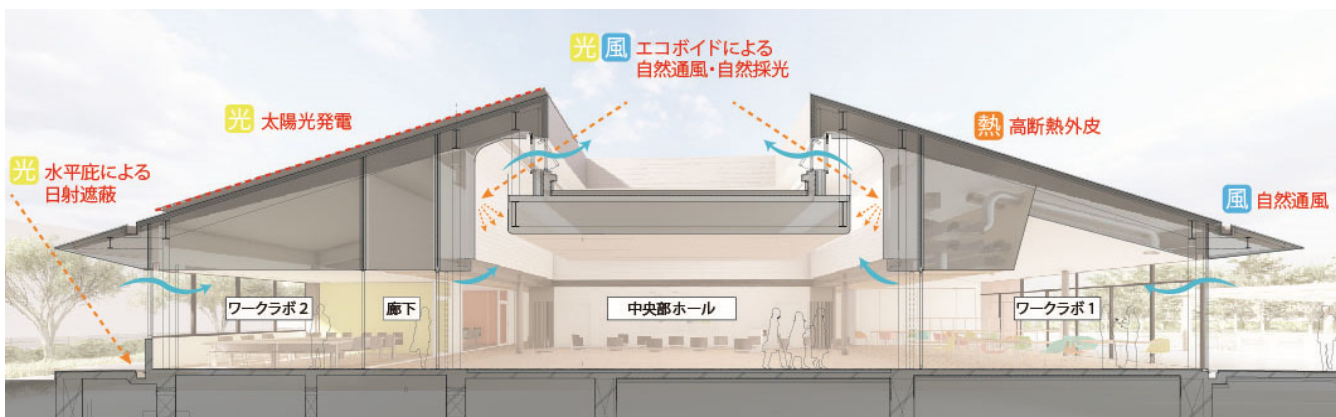 光 風 エコボイドによる
自然通風・自然採光
光 太陽光発電
熱 高断熱外皮
光 水平庇による
日射遮蔽
風 自然通風
ワークラボ2
廊下
中央部ホール
ワークラボ1